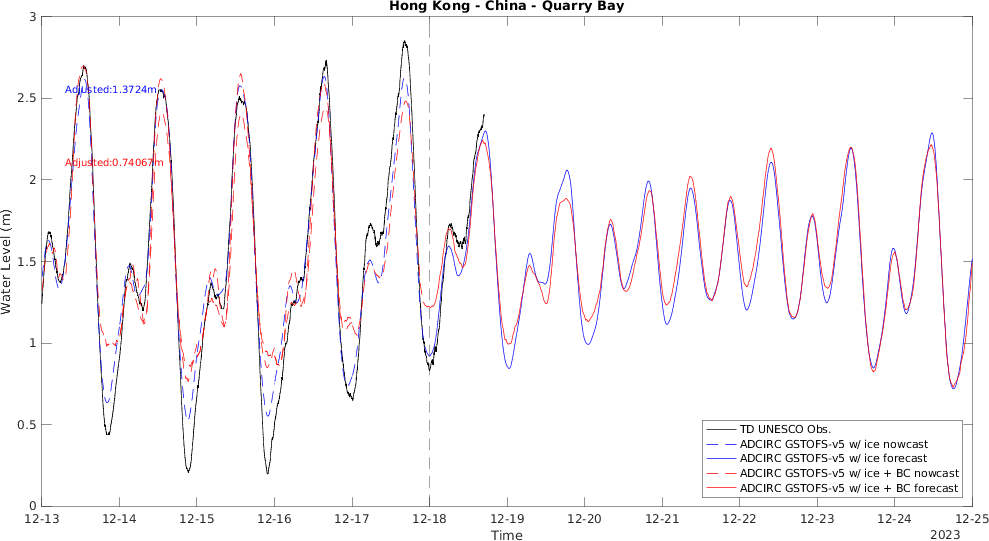 Hong Kong - China - Quarry Bay
3
2.5
2
1.5
1
0.5
0
Water Level (m)
Adjusted:1.3724m
Adjusted:0.74067m
TD UNESCO Obs.
ADCIRC GSTOFS-v5 w/ ice nowcast
ADCIRC GSTOFS-v5 w/ ice forecast
ADCIRC GSTOFS-v5 w/ ice + BC nowcast
ADCIRC GSTOFS-v5 w/ ice + BC forecast
12-13 12-14 12-15 12-16 12-17 12-18 12-19 12-20 12-21 12-22 12-23 12-24 12-25
Time
2023